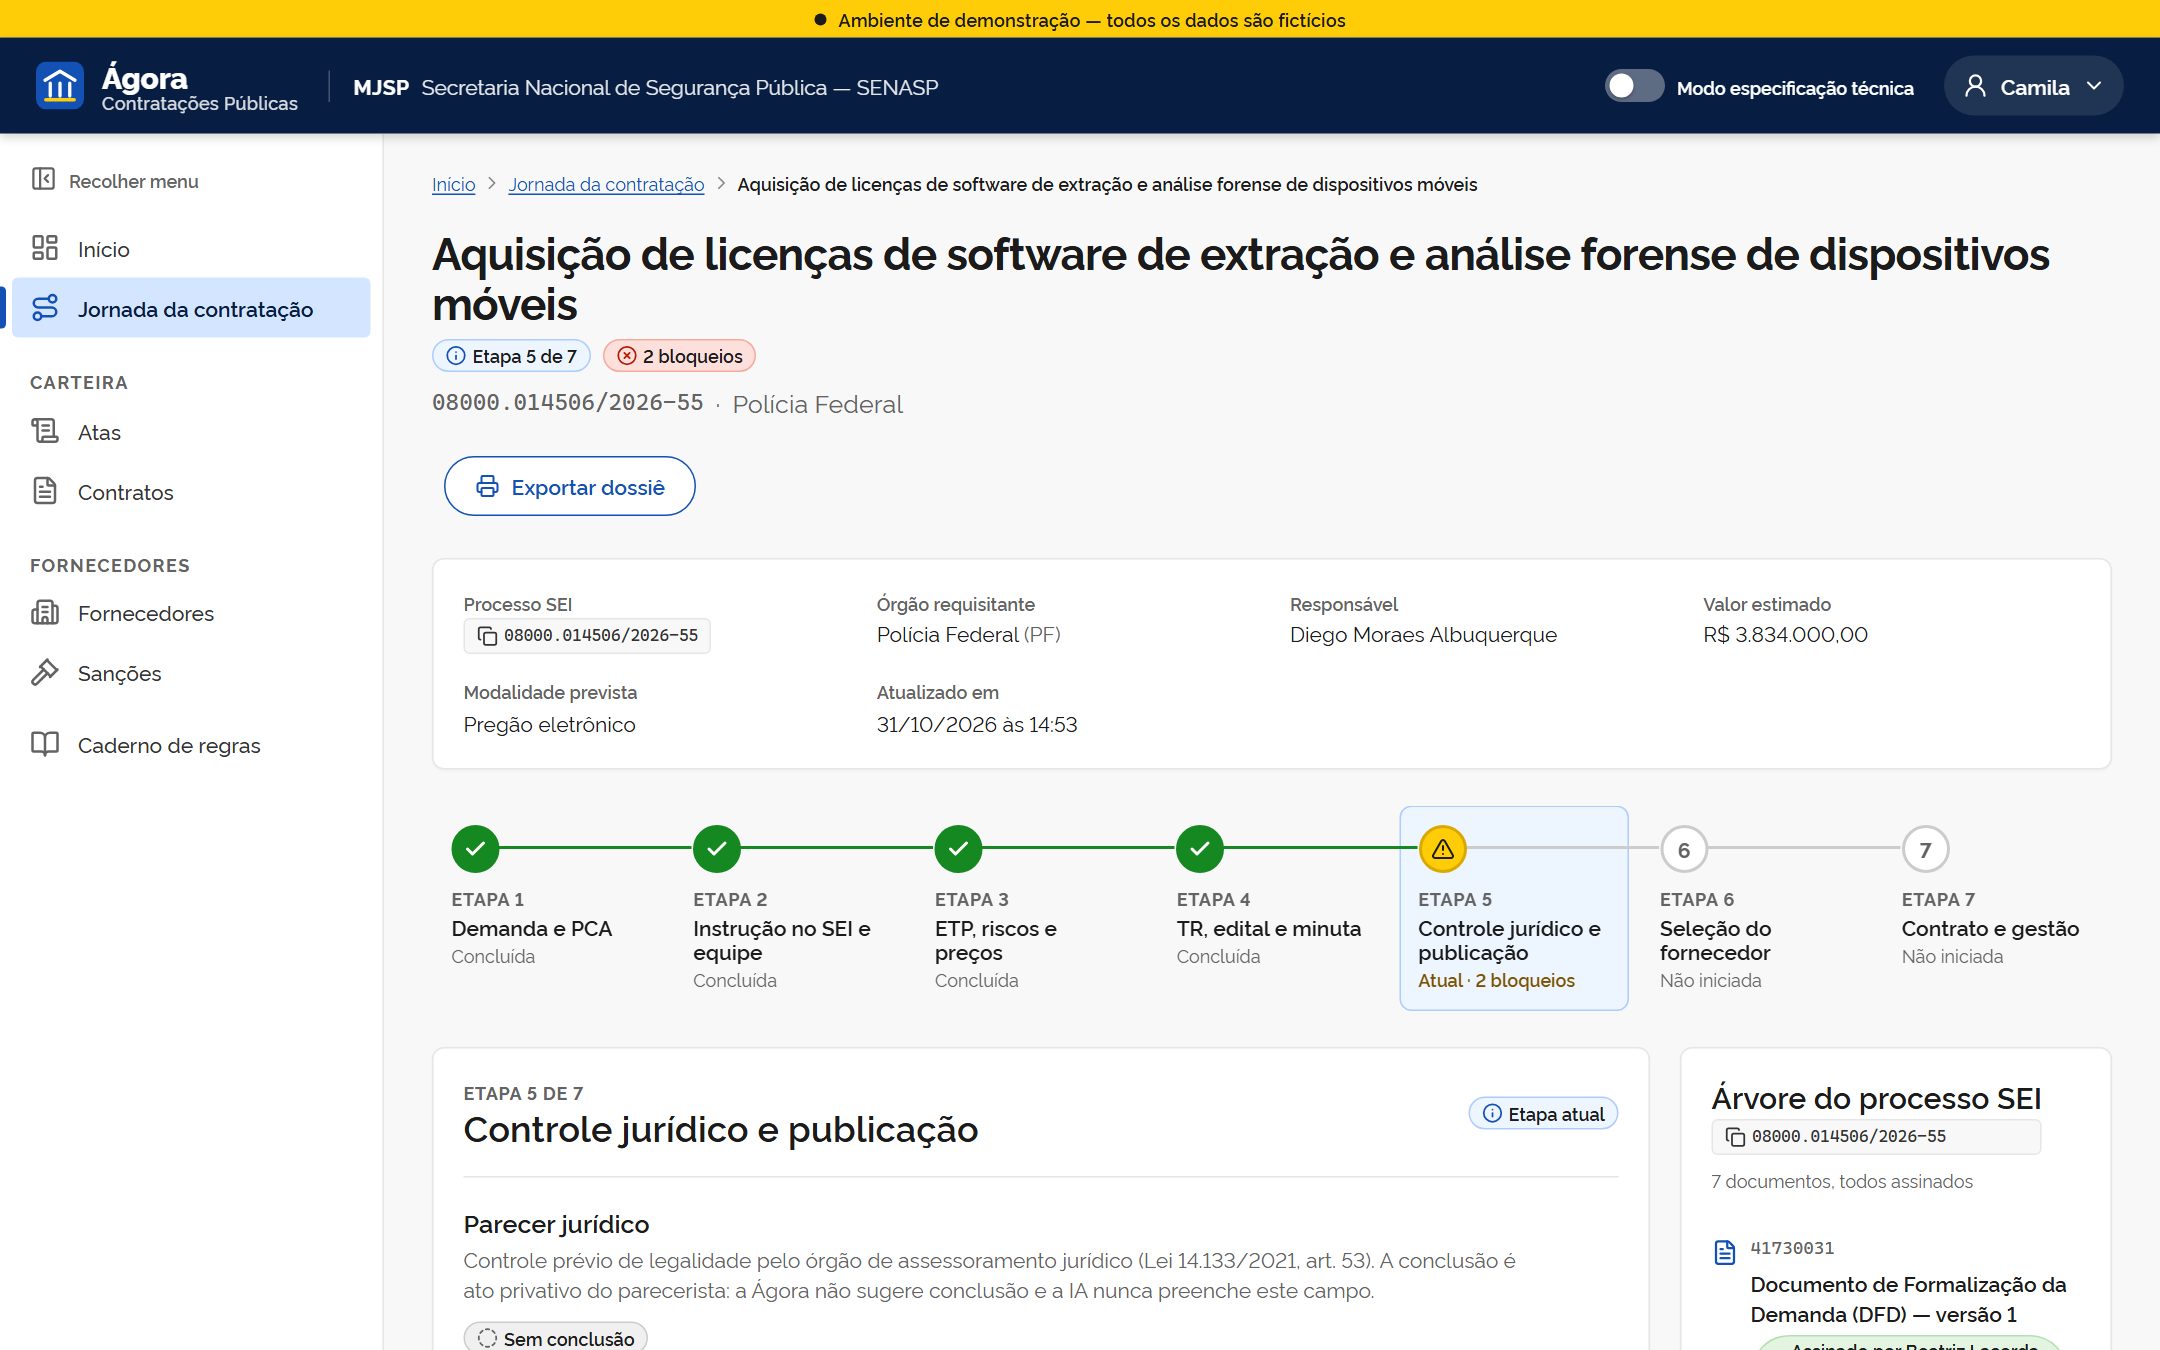 Ambiente de demonstração — todos os dados são fictícios
Ágora
Contratações Públicas
MJSP Secretaria Nacional de Segurança Pública — SENASP
Modo especificação técnica
Camila
Recolher menu
Início
Jornada da contratação
CARTEIRA
Atas
Contratos
FORNECEDORES
Fornecedores
Sanções
Caderno de regras
Início > Jornada da contratação > Aquisição de licenças de software de extração e análise forense de dispositivos móveis
Aquisição de licenças de software de extração e análise forense de dispositivos
móveis
Etapa 5 de 7
2 bloqueios
08000.014506/2026-55 · Polícia Federal
Exportar dossiê
Processo SEI
08000.014506/2026-55
Órgão requisitante
Polícia Federal (PF)
Responsável
Diego Moraes Albuquerque
Valor estimado
R$ 3.834.000,00
Modalidade prevista
Pregão eletrônico
Atualizado em
31/10/2026 às 14:53
ETAPA 1
Demanda e PCA
Concluída
ETAPA 2
Instrução no SEI e
equipe
Concluída
ETAPA 3
ETP, riscos e
preços
Concluída
ETAPA 4
TR, edital e minuta
Concluída
ETAPA 5
Controle jurídico e
publicação
Atual · 2 bloqueios
6
ETAPA 6
Seleção do
fornecedor
Não iniciada
7
ETAPA 7
Contrato e gestão
Não iniciada
ETAPA 5 DE 7
Controle jurídico e publicação
Etapa atual
Parecer jurídico
Controle prévio de legalidade pelo órgão de assessoramento jurídico (Lei 14.133/2021, art. 53). A conclusão é
ato privativo do parecerista: a Ágora não sugere conclusão e a IA nunca preenche este campo.
Sem conclusão
Árvore do processo SEI
08000.014506/2026-55
7 documentos, todos assinados
41730031
Documento de Formalização da
Demanda (DFD) — versão 1